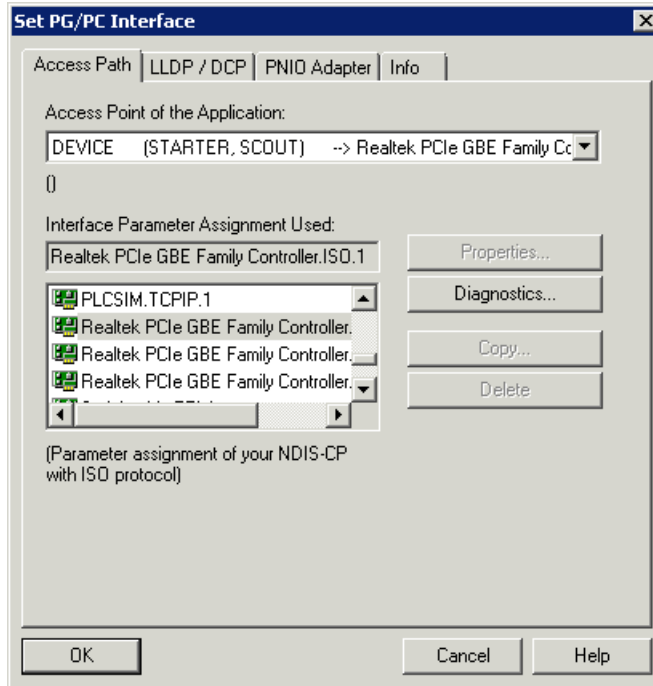 Set PG/PC Interface
Access Path LLDP / DCP PNIO Adapter Info
Access Point of the Application:
DEVICE (STARTER, SCOUT) --> Realtek PCIe GBE Family Cc
()
Interface Parameter Assignment Used:
Realtek PCIe GBE Family Controller.ISO.1
Properties...
PLCSIM.TCPIP.1
Diagnostics...
Realtek PCIe GBE Family Controller.
Realtek PCIe GBE Family Controller.
Copy...
Realtek PCIe GBE Family Controller.
Delete
(Parameter assignment of your NDIS-CP
with ISO protocol)
OK Cancel Help